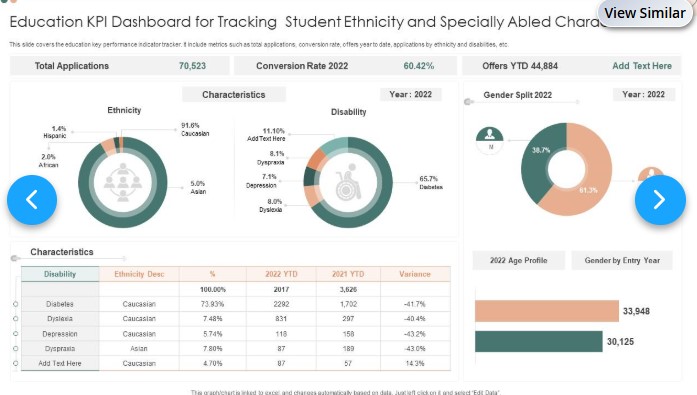 Education KPI Dashboard for Tracking Student Ethnicity and Specially Abled
View Similar
This slide covers the education key performance indicator tracker. It include metrics such as total applications, conversion rate, offers year to date, applications by ethnicity and disabilities, etc.
Total Applications 70,523
Conversion Rate 2022 60.42%
Offers YTD 44,884 Add Text Here
Characteristics
Year : 2022
Ethnicity
1.4%
Hispanic
2.0%
African
91.6%
Caucasian
5.0%
Asian
Disability
11.10%
Add Text Here
8.1%
Dyspraxia
7.1%
Depression
8.0%
Dyslexia
65.7%
Diabetes
Gender Split 2022
Year : 2022
M
38.7%
61.3%
Characteristics
Disability Ethnicity Desc % 2022 YTD 2021 YTD Variance
100.00% 2017 3,626
Diabetes Caucasian 73.93% 2292 1,702 -41.7%
Dyslexia Caucasian 7.48% 831 297 -40.4%
Depression Caucasian 5.74% 118 158 -43.2%
Dyspraxia Asian 7.80% 87 189 -43.0%
Add Text Here Caucasian 4.70% 87 57 14.3%
2022 Age Profile
Gender by Entry Year
33,948
30,125
This graph/chart is linked to excel, and changes automatically based on data. Just left click on it and select "Edit Data".